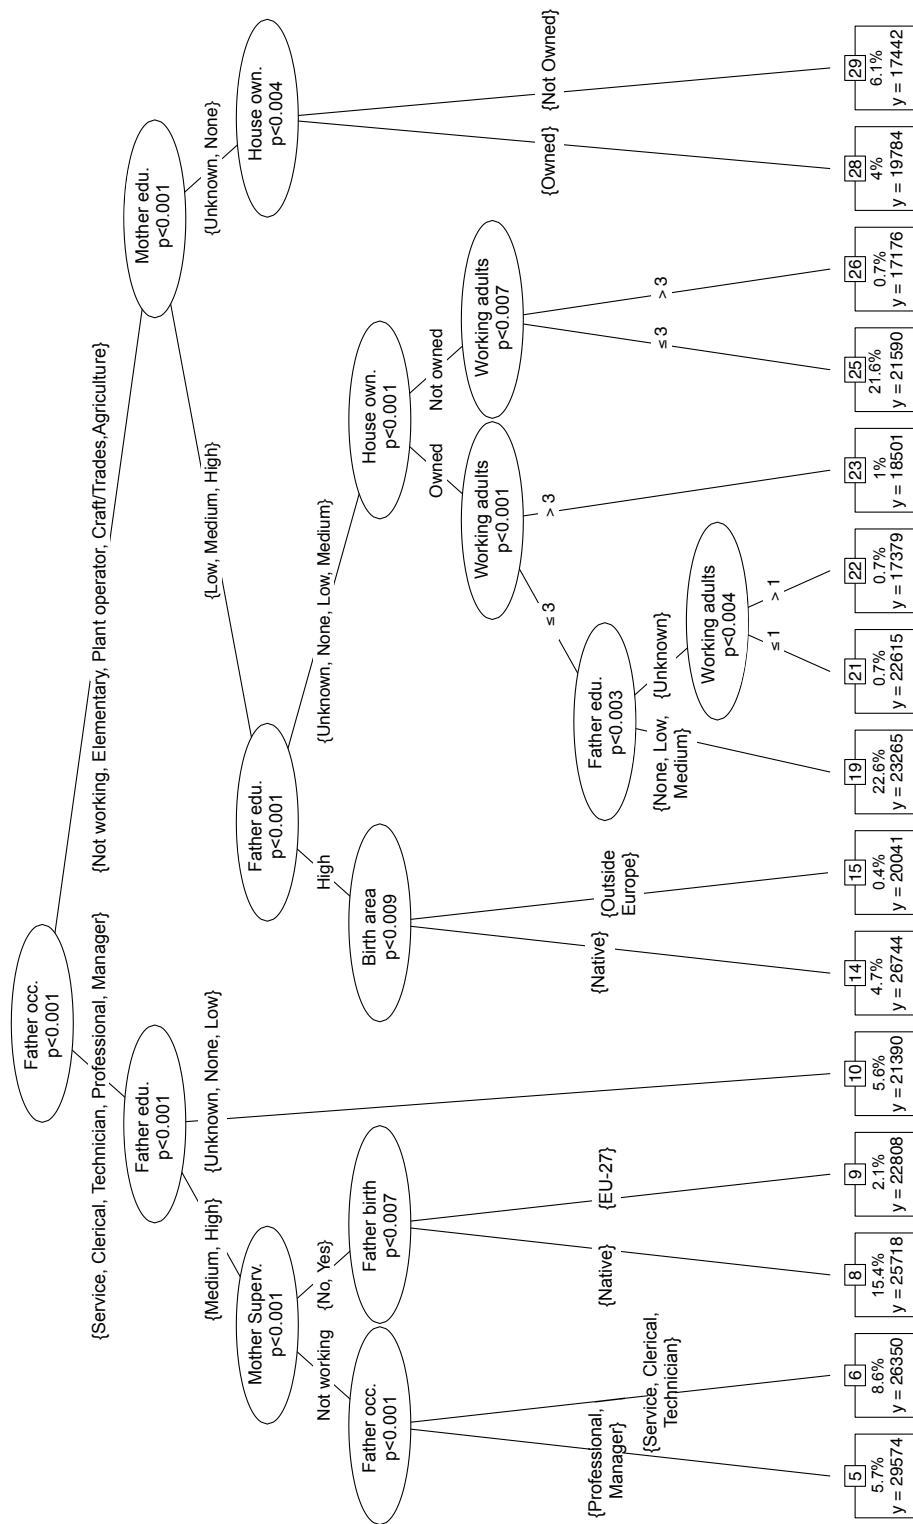 Father occ.
p<0.001
{Service, Clerical, Technician, Professional, Manager}
{Not working, Elementary, Plant operator, Craft/Trades,Agriculture}
Father edu.
p<0.001
Mother edu.
p<0.001
{Medium, High}
{Unknown, None, Low}
{Low, Medium, High}
{Unknown, None}
Mother Superv.
p<0.001
Father edu.
p<0.001
House own.
p<0.004
Not working
{No, Yes}
High
{Unknown, None, Low, Medium}
Father occ.
p<0.001
Father birth
p<0.007
Birth area
p<0.009
House own.
p<0.001
Owned
Not owned
Working adults
p<0.001
Working adults
p<0.007
≤ 3
> 3
≤ 3
> 3
{Owned}
{Not Owned}
Father edu.
p<0.003
{Professional,
Manager}
{Service, Clerical,
Technician}
{Native}
{EU-27}
{Native}
{Outside
Europe}
{None, Low,
Medium}
{Unknown}
Working adults
p<0.004
≤ 1
> 1
5
5.7%
y = 29574
6
8.6%
y = 26350
8
15.4%
y = 25718
9
2.1%
y = 22808
10
5.6%
y = 21390
14
4.7%
y = 26744
15
0.4%
y = 20041
19
22.6%
y = 23265
21
0.7%
y = 22615
22
0.7%
y = 17379
23
1%
y = 18501
25
21.6%
y = 21590
26
0.7%
y = 17176
28
4%
y = 19784
29
6.1%
y = 17442